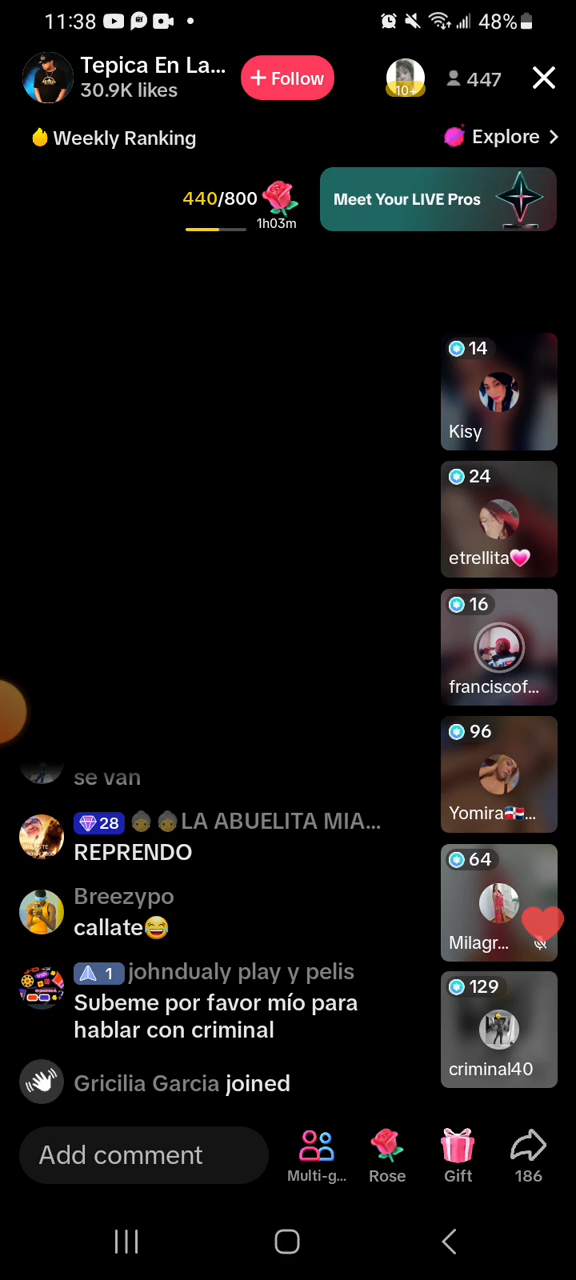 11:38 48%
Tepica En La...
30.9K likes
+ Follow
10+
447
Weekly Ranking
Explore
440/800
1h03m
Meet Your LIVE Pros
14
Kisy
24
etrellita💗
16
franciscof...
96
Yomira🇩🇴...
64
Milagr...
129
criminal40
se van
28 👵🏾👵🏾LA ABUELITA MIA...
REPRENDO
Breezypo
callate😂
1 johndualy play y pelis
Subeme por favor mío para
hablar con criminal
Gricilia Garcia joined
Add comment
Multi-g...
Rose
Gift
186